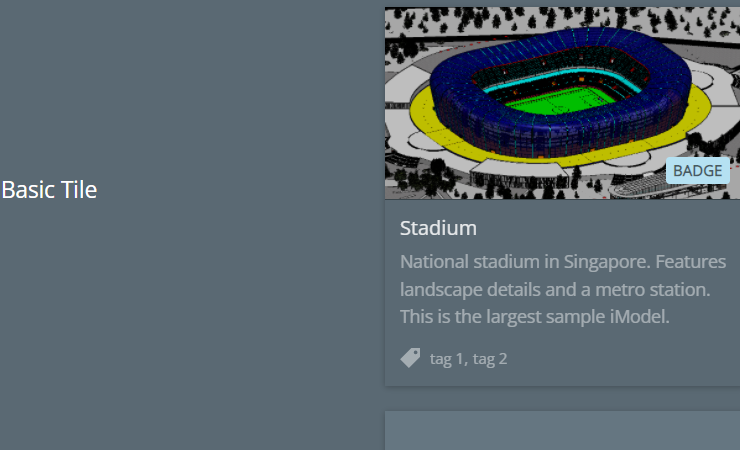 Basic Tile
BADGE
Stadium
National stadium in Singapore. Features
landscape details and a metro station.
This is the largest sample iModel.
tag 1, tag 2